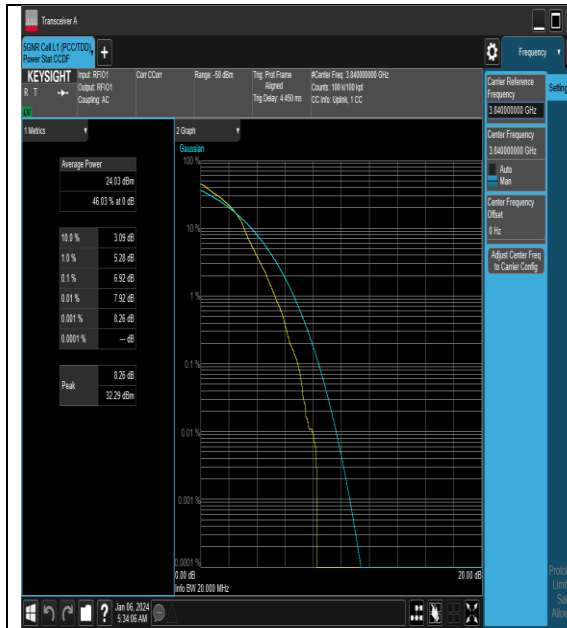 Transceiver A
5GNR Cell L1 (PCC/TDD)
Power Stat CCDF
Frequency
KEYSIGHT
R T
LV
Input: RFIO1
Output: RFIO1
Coupling: AC
Corr CCorr
Range: -50 dBm
Trig: Prot Frame
Aligned
Trig Delay: 4.450 ms
#Center Freq: 3.840000000 GHz
Counts: 100 k/100 kpt
CC Info: Uplink, 1 CC
Carrier Reference
Frequency
3.840000000 GHz
Setting
Center Frequency
3.840000000 GHz
Auto
Man
Center Frequency
Offset
0 Hz
Adjust Center Freq
to Carrier Config
1 Metrics
Average Power
24.03 dBm
46.03 % at 0 dB
10.0 % 3.09 dB
1.0 % 5.28 dB
0.1 % 6.92 dB
0.01 % 7.92 dB
0.001 % 8.26 dB
0.0001 % --- dB
Peak
8.26 dB
32.29 dBm
2 Graph
Gaussian
100 %
10 %
1 %
0.1 %
0.01 %
0.001 %
0.0001 %
0.00 dB
20.00 dB
Info BW 20.000 MHz
Jan 06, 2024
5:34:06 AM
Protot
Limit
Sal
Allow